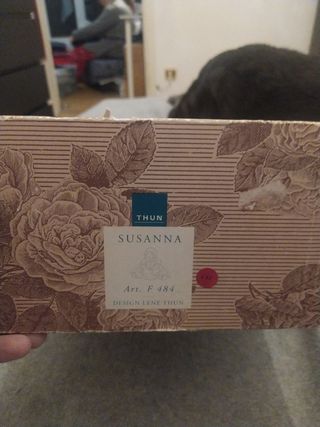 THUN
SUSANNA
Art. F 484
DESIGN LENE THUN